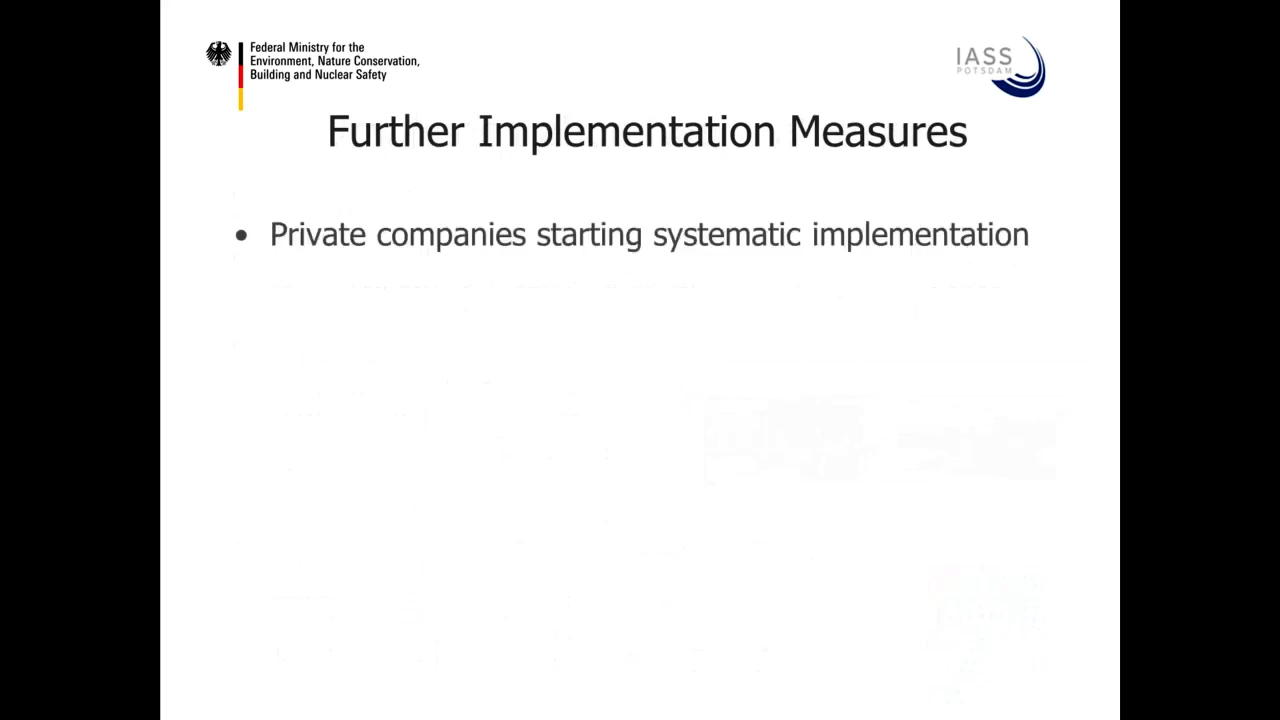 Federal Ministry for the
Environment, Nature Conservation,
Building and Nuclear Safety
IASS
POTSDAM
Further Implementation Measures
• Private companies starting systematic implementation